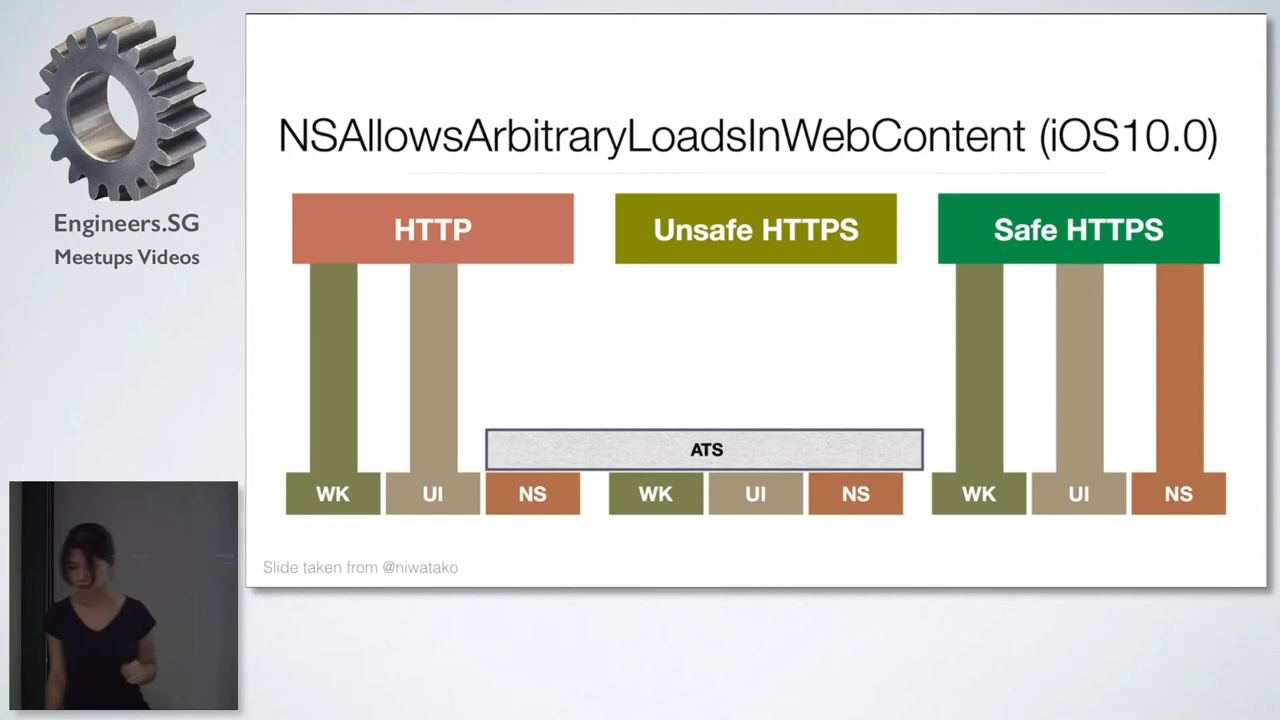 Engineers.SG
Meetups Videos
NSAllowsArbitraryLoadsInWebContent (iOS10.0)
HTTP
Unsafe HTTPS
Safe HTTPS
ATS
WK UI NS WK UI NS WK UI NS
Slide taken from @niwatako